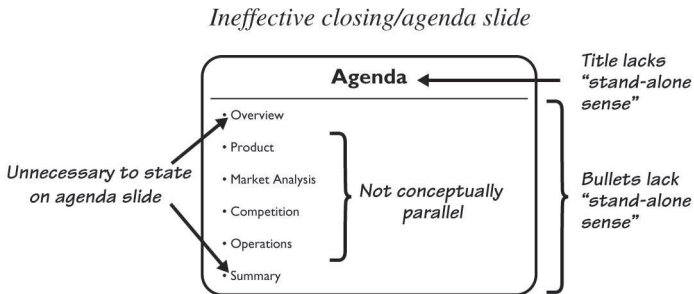 Ineffective closing/agenda slide
Agenda
Title lacks
“stand-alone
sense”
• Overview
• Product
• Market Analysis
• Competition
• Operations
• Summary
Unnecessary to state
on agenda slide
Not conceptually
parallel
Bullets lack
“stand-alone
sense”